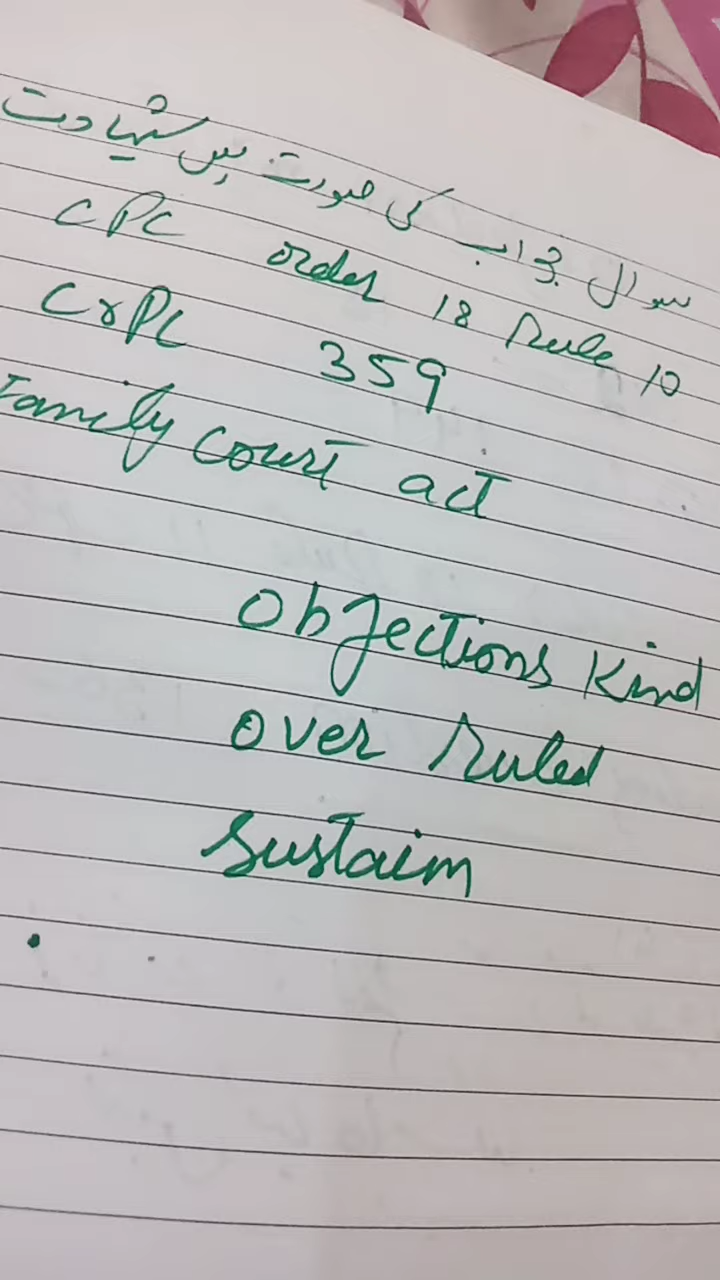 سوال جواب کی صورت میں شہادت
CPC order 18 Rule 10
CrPC 359
Family court act
Objections Kind
over Ruled
Sustaim